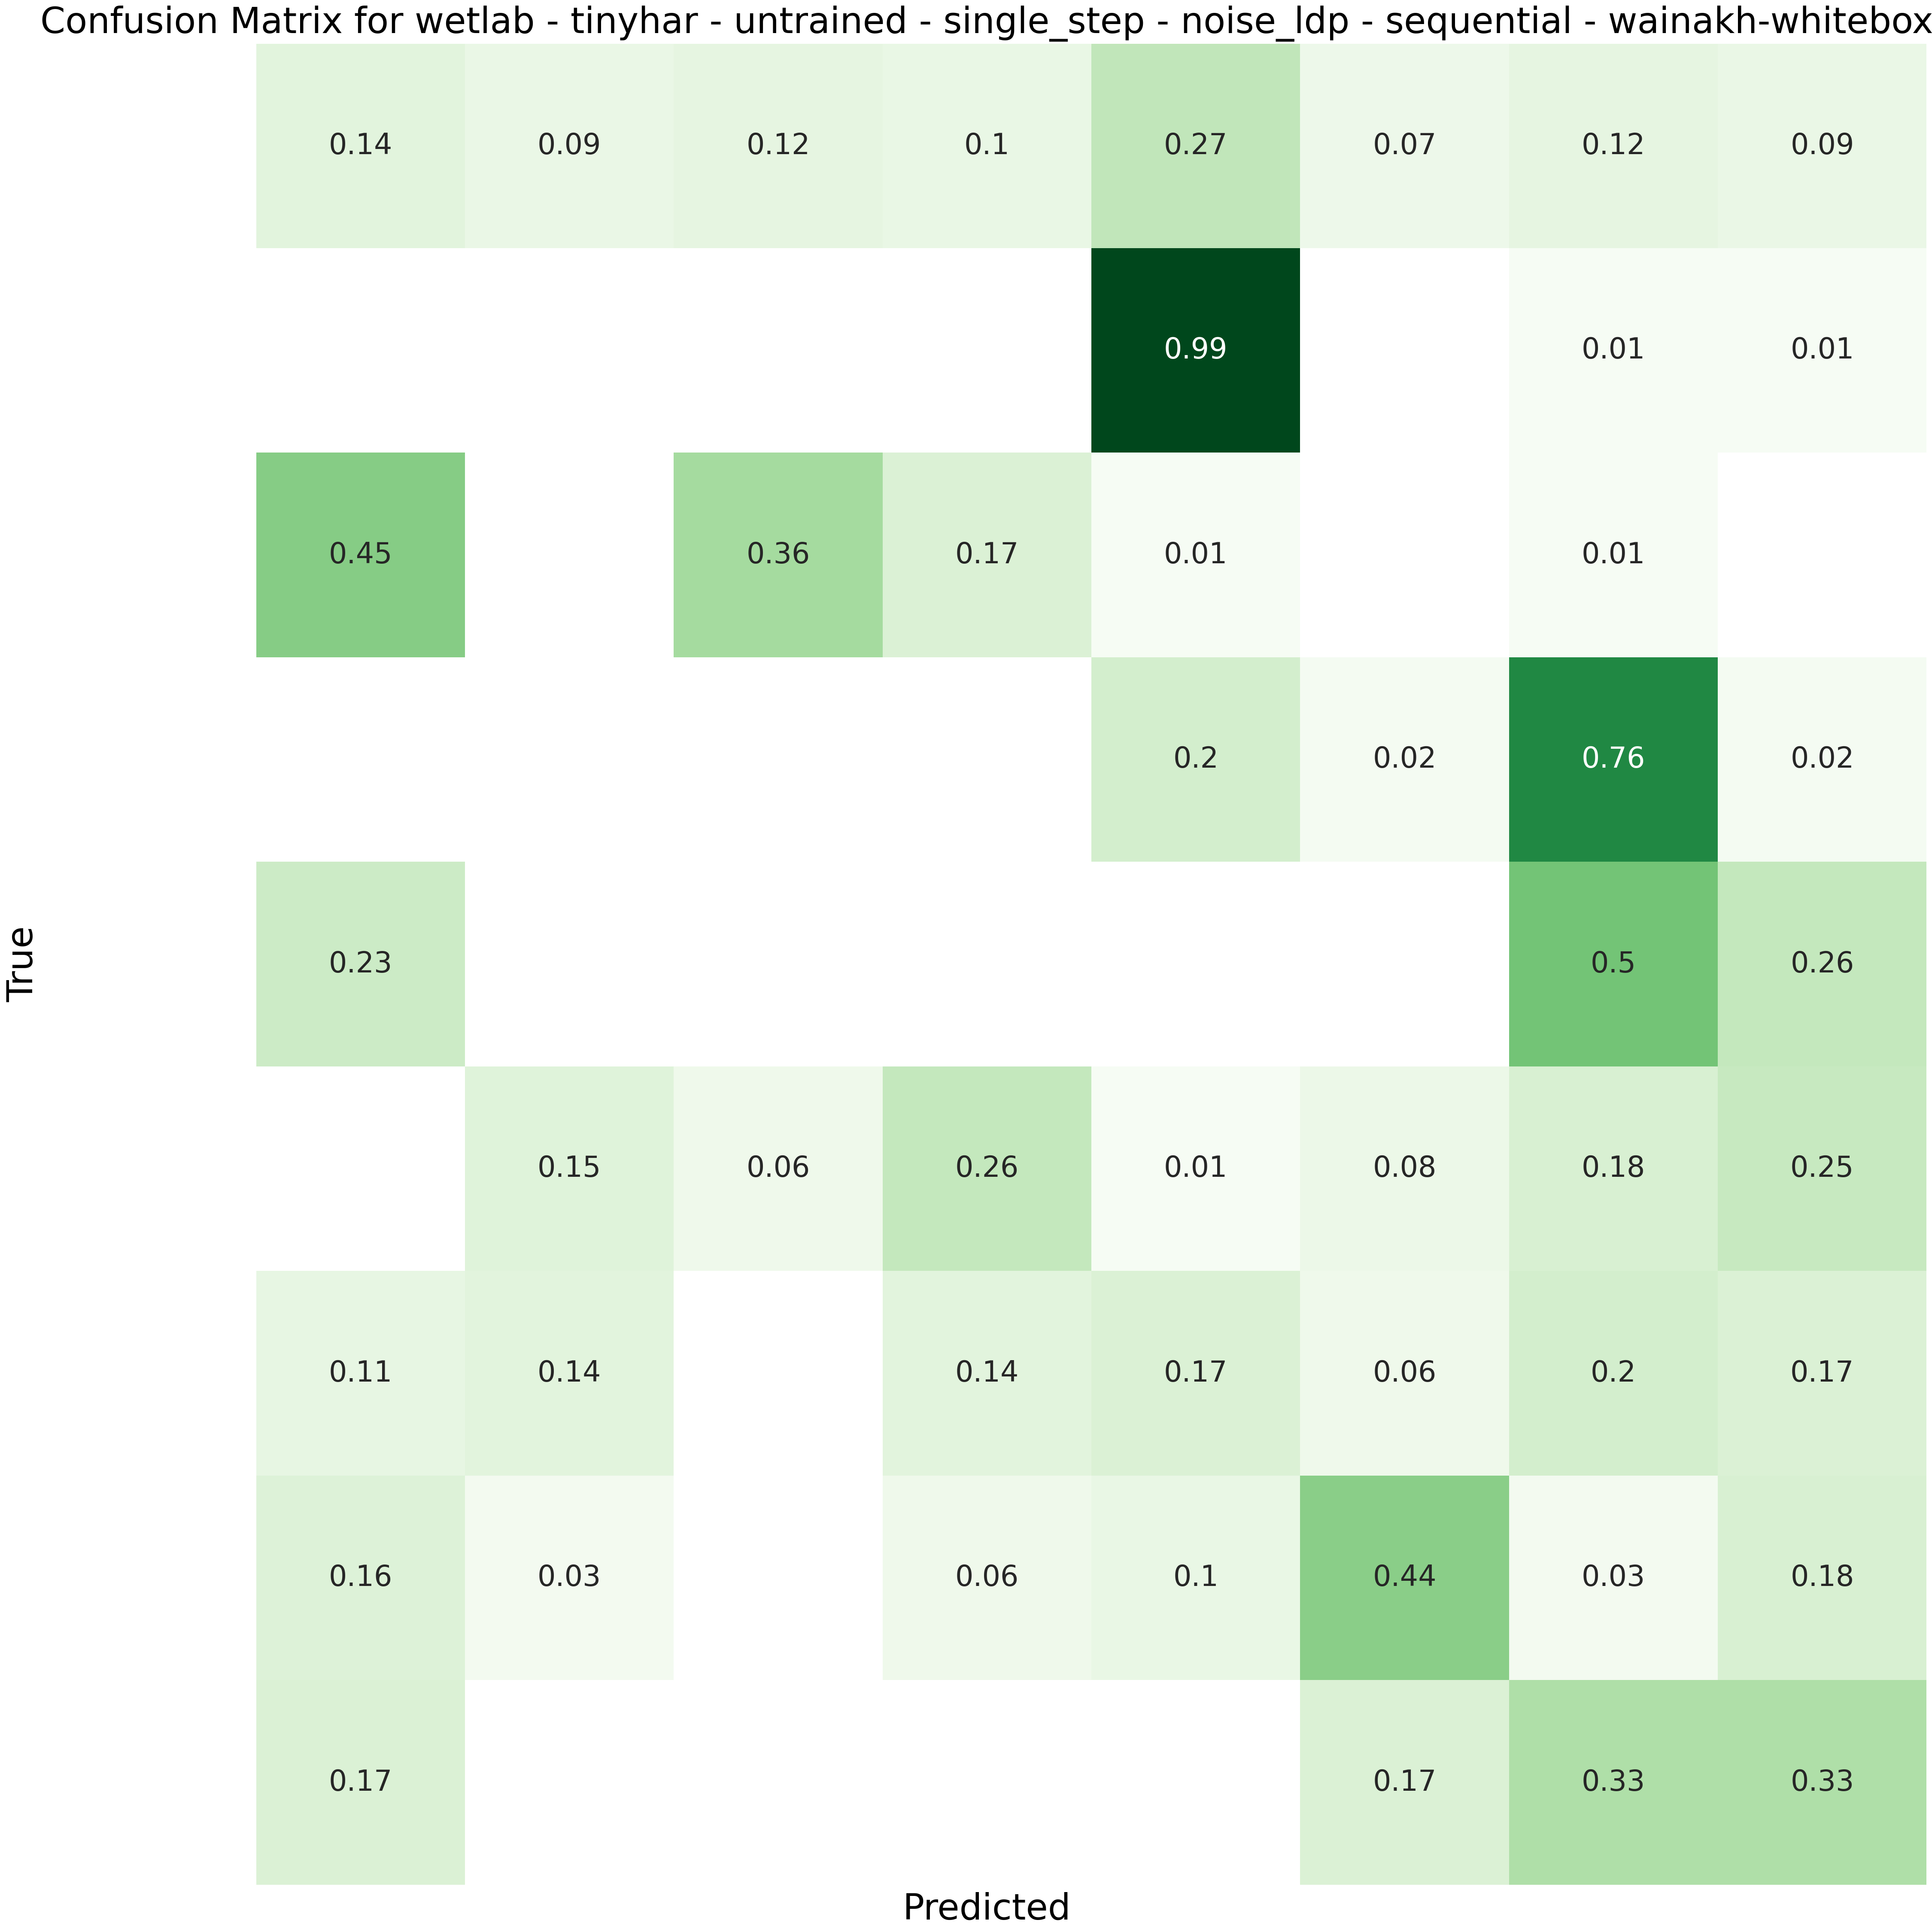 Confusion Matrix for wetlab - tinyhar - untrained - single_step - noise_ldp - sequential - wainakh-whitebox
0.14 0.09 0.12 0.1 0.27 0.07 0.12 0.09
0.99 0.01 0.01
0.45 0.36 0.17 0.01 0.01
0.2 0.02 0.76 0.02
0.23 0.5 0.26
0.15 0.06 0.26 0.01 0.08 0.18 0.25
0.11 0.14 0.14 0.17 0.06 0.2 0.17
0.16 0.03 0.06 0.1 0.44 0.03 0.18
0.17 0.17 0.33 0.33
True
Predicted